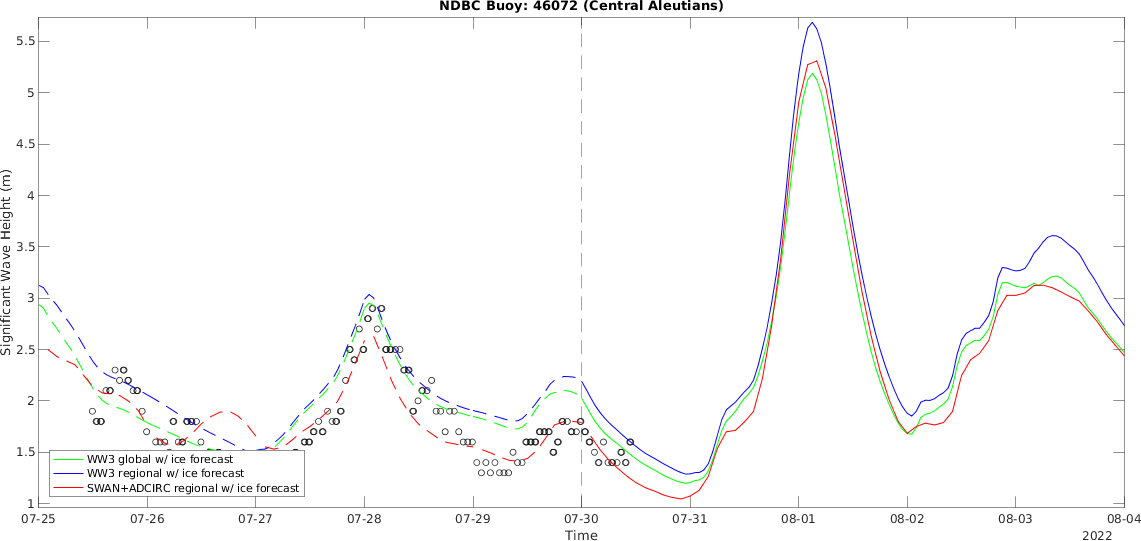 NDBC Buoy: 46072 (Central Aleutians)
Significant Wave Height (m)
5.5
5
4.5
4
3.5
3
2.5
2
1.5
1
WW3 global w/ ice forecast
WW3 regional w/ ice forecast
SWAN+ADCIRC regional w/ ice forecast
07-25 07-26 07-27 07-28 07-29 07-30 07-31 08-01 08-02 08-03 08-04
Time
2022